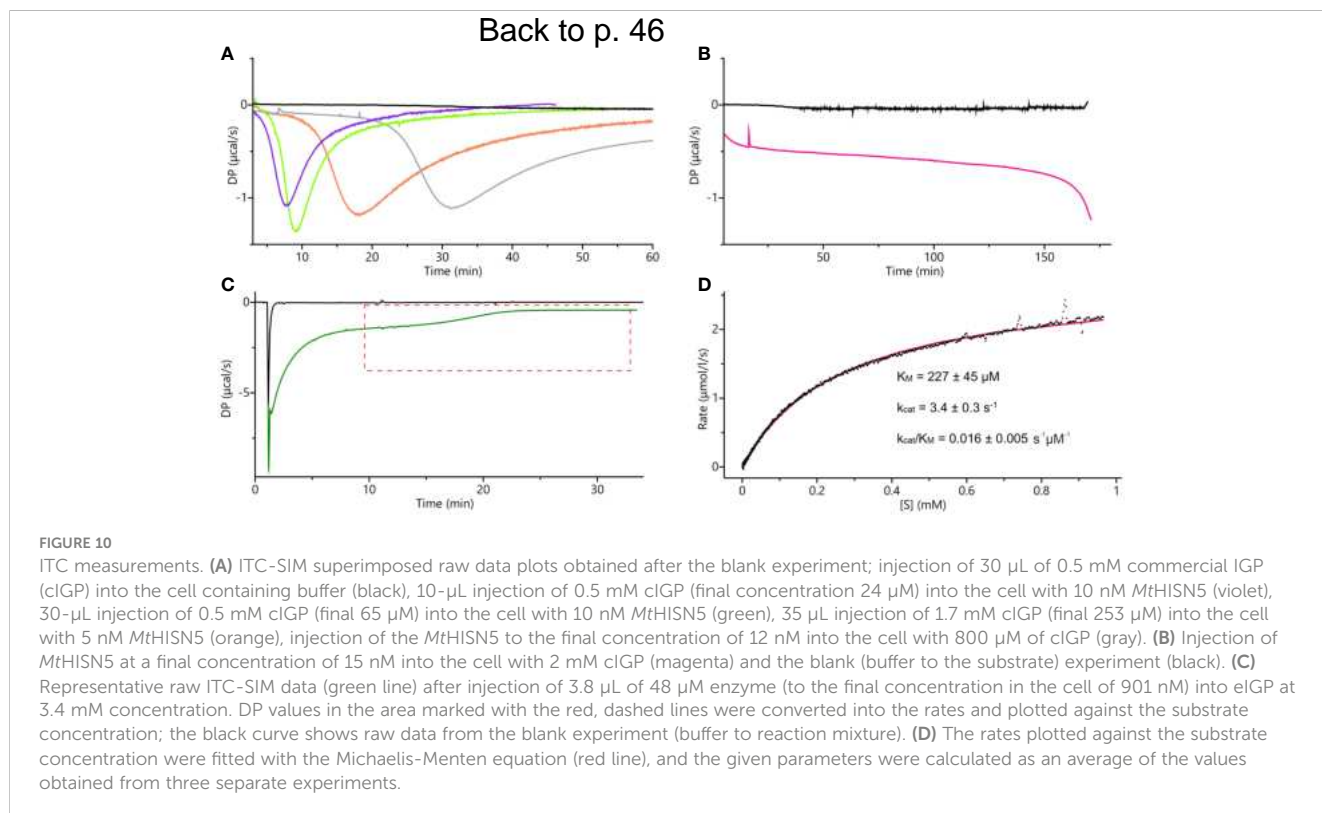 Back to p. 46
A
0
-1
DP (µcal/s)
10 20 30 40 50 60
Time (min)
B
0
-1
DP (µcal/s)
50 100 150
Time (min)
C
0
-5
DP (µcal/s)
0 10 20 30
Time (min)
D
2
1
0
Rate (µmol/l/s)
K_M = 227 ± 45 µM
k_cat = 3.4 ± 0.3 s⁻¹
k_cat/K_M = 0.016 ± 0.005 s⁻¹µM⁻¹
0 0.2 0.4 0.6 0.8 1
[S] (mM)
FIGURE 10
ITC measurements. (A) ITC-SIM superimposed raw data plots obtained after the blank experiment; injection of 30 µL of 0.5 mM commercial IGP
(cIGP) into the cell containing buffer (black), 10-µL injection of 0.5 mM cIGP (final concentration 24 µM) into the cell with 10 nM MtHISN5 (violet),
30-µL injection of 0.5 mM cIGP (final 65 µM) into the cell with 10 nM MtHISN5 (green), 35 µL injection of 1.7 mM cIGP (final 253 µM) into the cell
with 5 nM MtHISN5 (orange), injection of the MtHISN5 to the final concentration of 12 nM into the cell with 800 µM of cIGP (gray). (B) Injection of
MtHISN5 at a final concentration of 15 nM into the cell with 2 mM cIGP (magenta) and the blank (buffer to the substrate) experiment (black). (C)
Representative raw ITC-SIM data (green line) after injection of 3.8 µL of 48 µM enzyme (to the final concentration in the cell of 901 nM) into eIGP at
3.4 mM concentration. DP values in the area marked with the red, dashed lines were converted into the rates and plotted against the substrate
concentration; the black curve shows raw data from the blank experiment (buffer to reaction mixture). (D) The rates plotted against the substrate
concentration were fitted with the Michaelis-Menten equation (red line), and the given parameters were calculated as an average of the values
obtained from three separate experiments.